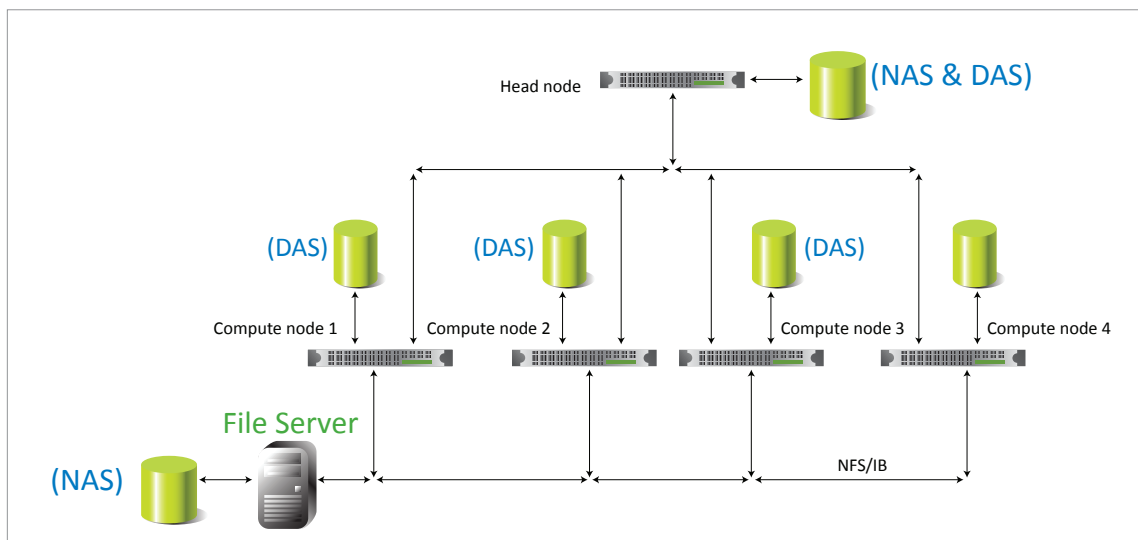 Head node
(NAS & DAS)
(DAS)
(DAS)
(DAS)
Compute node 1
Compute node 2
Compute node 3
Compute node 4
File Server
(NAS)
NFS/IB